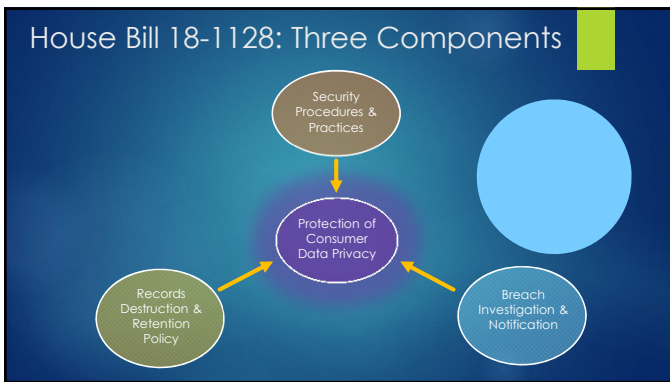 House Bill 18-1128: Three Components
Security
Procedures &
Practices
Protection of
Consumer
Data Privacy
Records
Destruction &
Retention
Policy
Breach
Investigation &
Notification